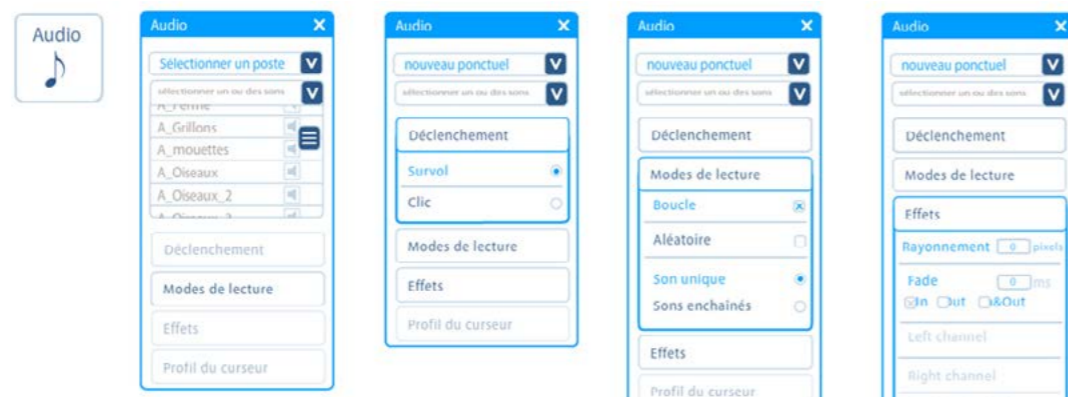 Audio
Audio X
Sélectionner un poste V
sélectionner un ou des sons V
A_Ferme
A_Grillons
A_mouettes
A_Oiseaux
A_Oiseaux_2
Déclenchement
Modes de lecture
Effets
Profil du curseur
Audio X
nouveau ponctuel V
sélectionner un ou des sons V
Déclenchement
Survol
Clic
Modes de lecture
Effets
Profil du curseur
Audio X
nouveau ponctuel V
sélectionner un ou des sons V
Déclenchement
Modes de lecture
Boucle
Aléatoire
Son unique
Sons enchaînés
Effets
Profil du curseur
Audio X
nouveau ponctuel V
sélectionner un ou des sons V
Déclenchement
Modes de lecture
Effets
Rayonnement 0 pixels
Fade 0 ms
In Out In&Out
Left channel
Right channel